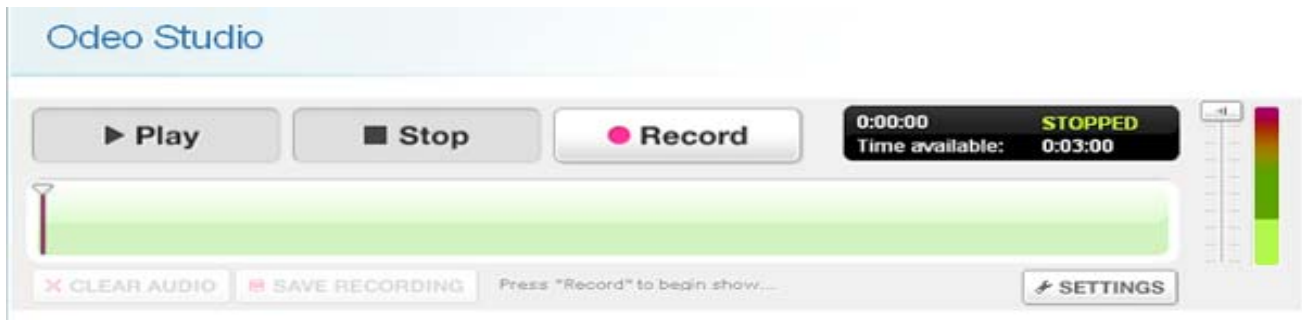 Odeo Studio
Play
Stop
Record
0:00:00 STOPPED
Time available: 0:03:00
CLEAR AUDIO
SAVE RECORDING
Press "Record" to begin show...
SETTINGS